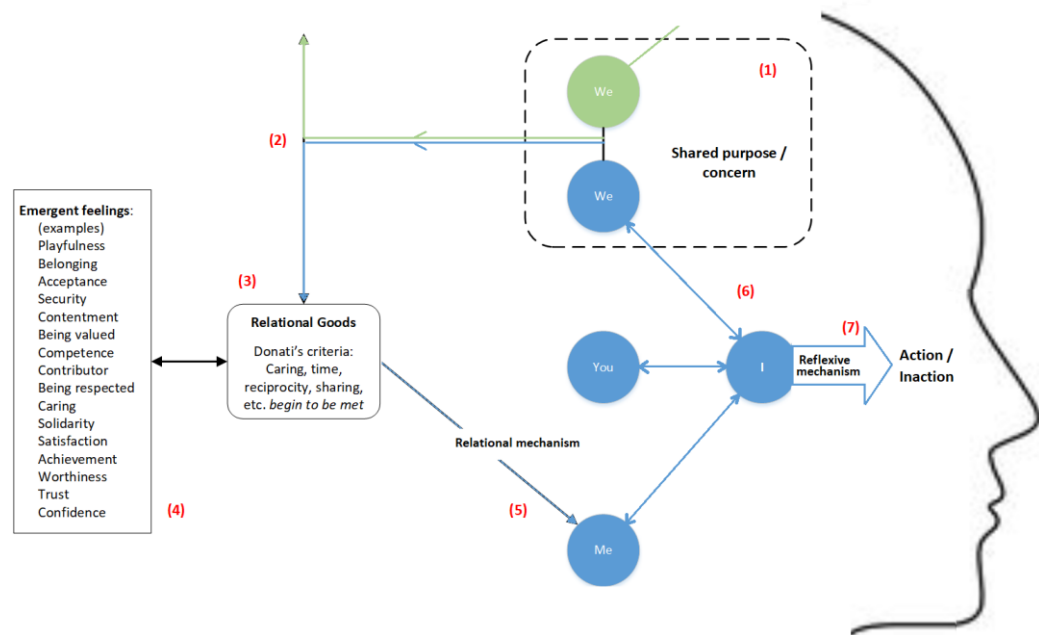 (1)
We
(2)
Shared purpose /
concern
We
Emergent feelings:
(examples)
Playfulness
Belonging
Acceptance
Security
Contentment
Being valued
Competence
Contributor
Being respected
Caring
Solidarity
Satisfaction
Achievement
Worthiness
Trust
Confidence
(4)
(3)
Relational Goods
Donati's criteria:
Caring, time,
reciprocity, sharing,
etc. begin to be met
Relational mechanism
(5)
(6)
You
I
(7)
Reflexive
mechanism
Action /
Inaction
Me